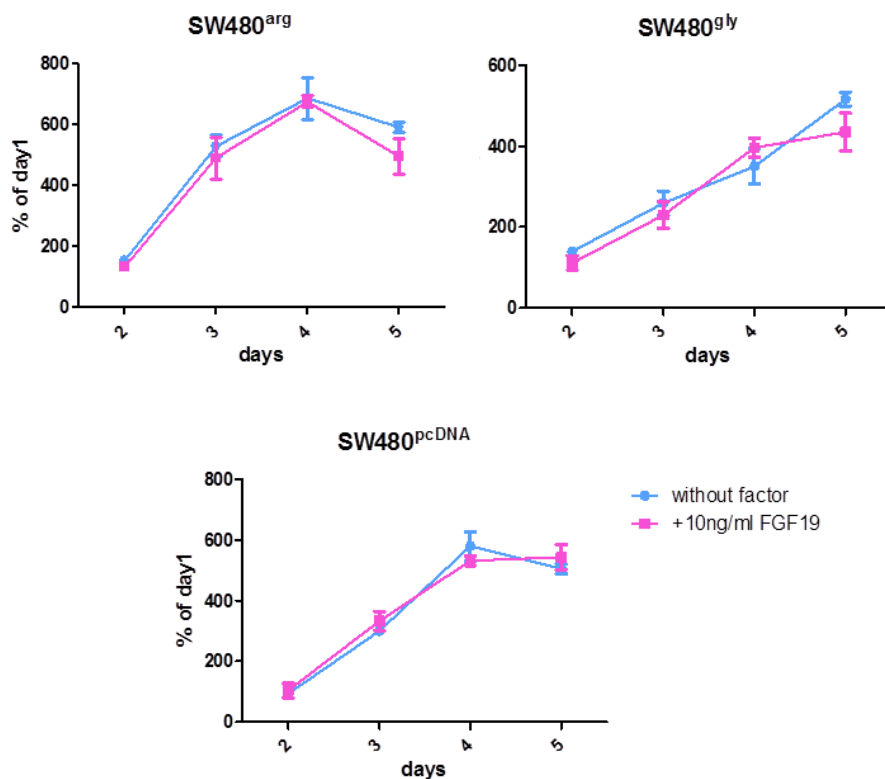 SW480arg
% of day1
800
600
400
200
0
2 3 4 5
days
SW480gly
600
400
200
0
2 3 4 5
days
SW480pcDNA
% of day1
800
600
400
200
0
2 3 4 5
days
without factor
+10ng/ml FGF19